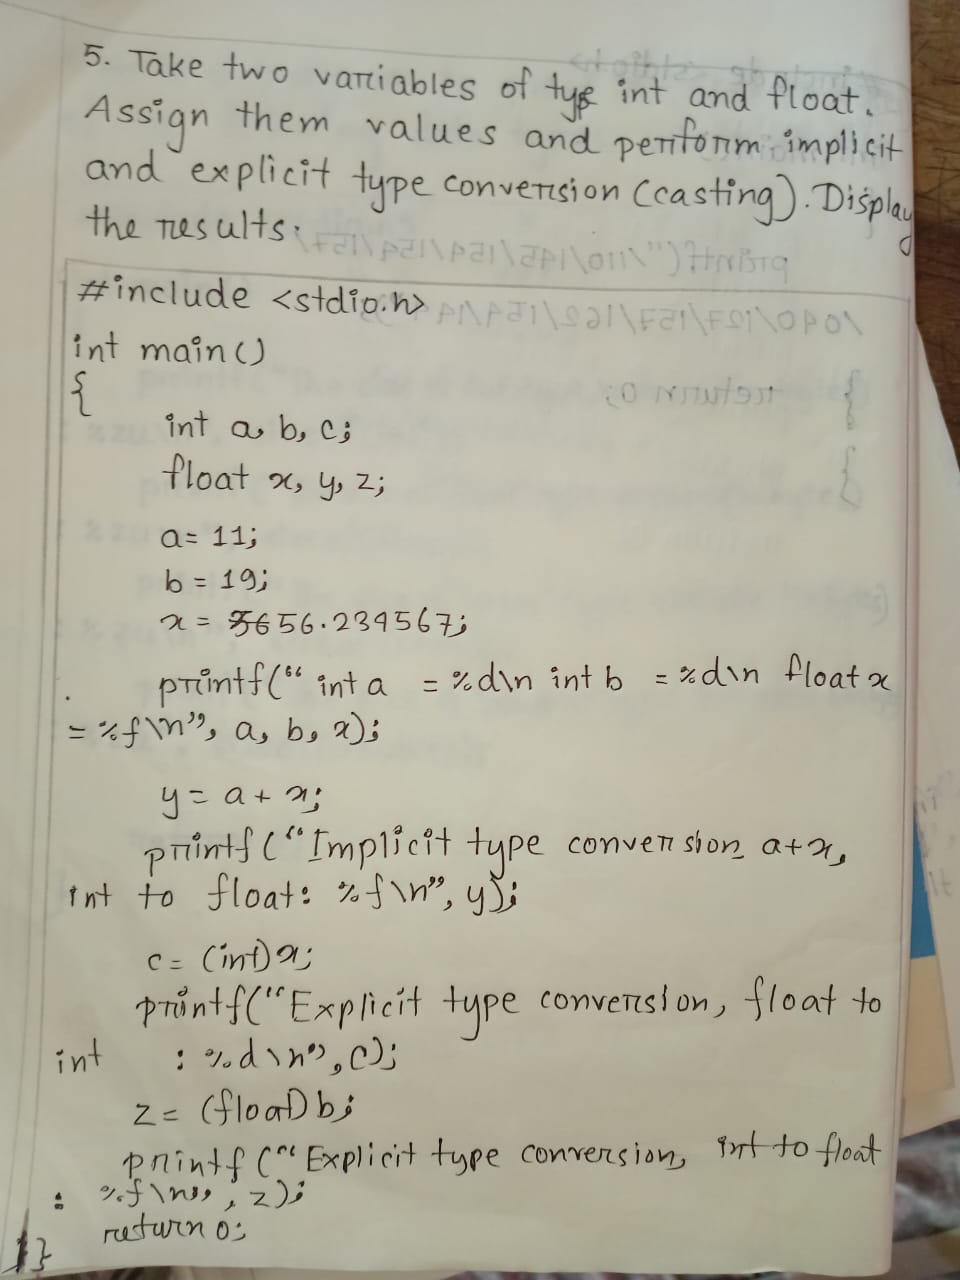 5. Take two variables of type int and float.
Assign them values and perform implicit
and explicit type conversion (casting). Display
the results:
#include <stdio.h>
int main()
{
int a, b, c;
float x, y, z;
a = 11;
b = 19;
x = 5656.234567;
printf("int a = %d\n int b = %d\n float x
= %f\n", a, b, x);
y = a + x;
printf("Implicit type conversion a+x,
int to float: %f\n", y);
c = (int)x;
printf("Explicit type conversion, float to
int : %d\n", c);
z = (float)b;
printf("Explicit type conversion, int to float
: %f\n", z);
return 0;
}